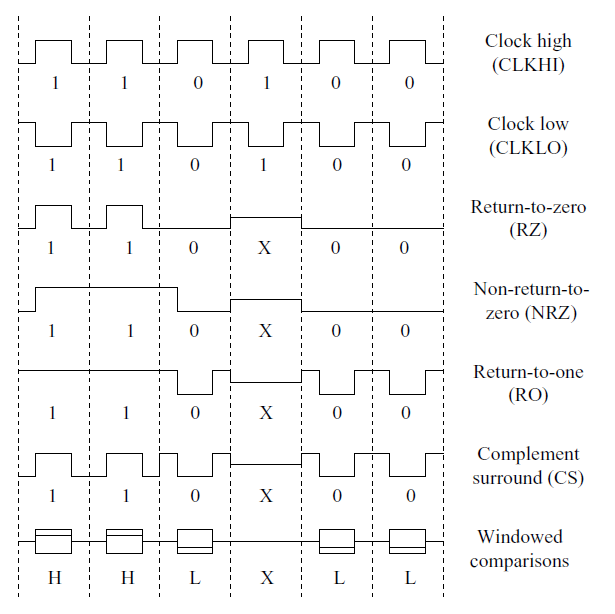 Clock high
(CLKHI)
1 1 0 1 0 0
Clock low
(CLKLO)
1 1 0 1 0 0
Return-to-zero
(RZ)
1 1 0 X 0 0
Non-return-to-
zero (NRZ)
1 1 0 X 0 0
Return-to-one
(RO)
1 1 0 X 0 0
Complement
surround (CS)
1 1 0 X 0 0
Windowed
comparisons
H H L X L L